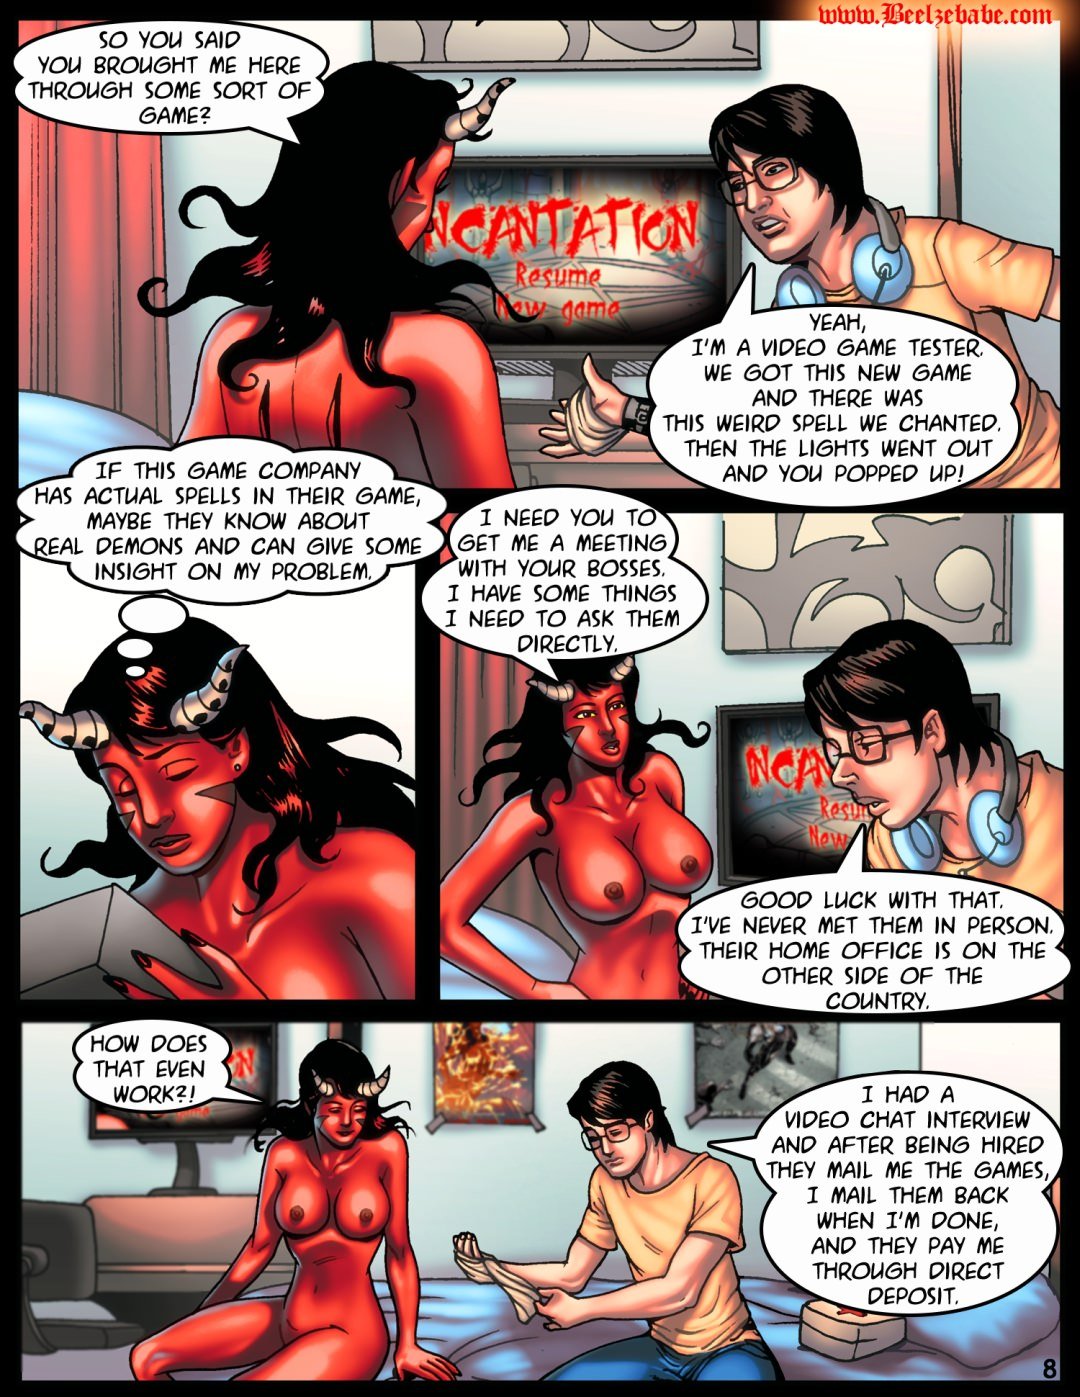 www.Beelzebabe.com
SO YOU SAID
YOU BROUGHT ME HERE
THROUGH SOME SORT OF
GAME?
NCANTATION
Resume
New game
YEAH,
I'M A VIDEO GAME TESTER.
WE GOT THIS NEW GAME
AND THERE WAS
THIS WEIRD SPELL WE CHANTED.
THEN THE LIGHTS WENT OUT
AND YOU POPPED UP!
IF THIS GAME COMPANY
HAS ACTUAL SPELLS IN THEIR GAME,
MAYBE THEY KNOW ABOUT
REAL DEMONS AND CAN GIVE SOME
INSIGHT ON MY PROBLEM.
I NEED YOU TO
GET ME A MEETING
WITH YOUR BOSSES.
I HAVE SOME THINGS
I NEED TO ASK THEM
DIRECTLY.
NCAN
Resum
New
GOOD LUCK WITH THAT.
I'VE NEVER MET THEM IN PERSON.
THEIR HOME OFFICE IS ON THE
OTHER SIDE OF THE
COUNTRY.
HOW DOES
THAT EVEN
WORK?!
N
me
I HAD A
VIDEO CHAT INTERVIEW
AND AFTER BEING HIRED
THEY MAIL ME THE GAMES,
I MAIL THEM BACK
WHEN I'M DONE,
AND THEY PAY ME
THROUGH DIRECT
DEPOSIT.
8